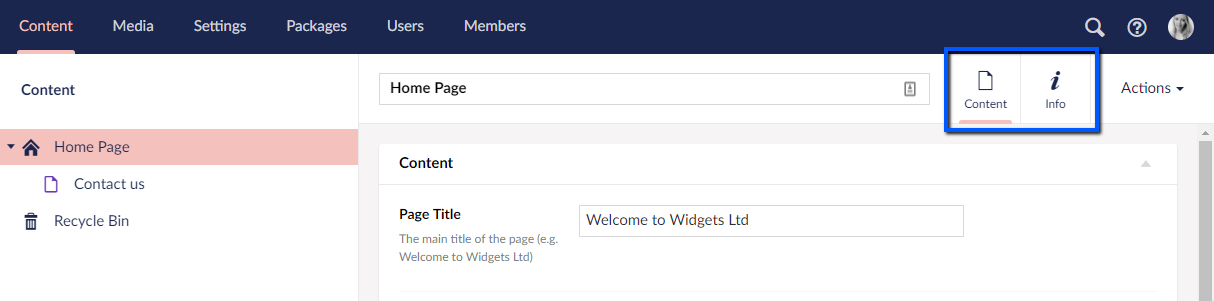 Content Media Settings Packages Users Members
Content
Home Page
Contact us
Recycle Bin
Home Page
Content Info
Actions
Content
Page Title
The main title of the page (e.g.
Welcome to Widgets Ltd)
Welcome to Widgets Ltd